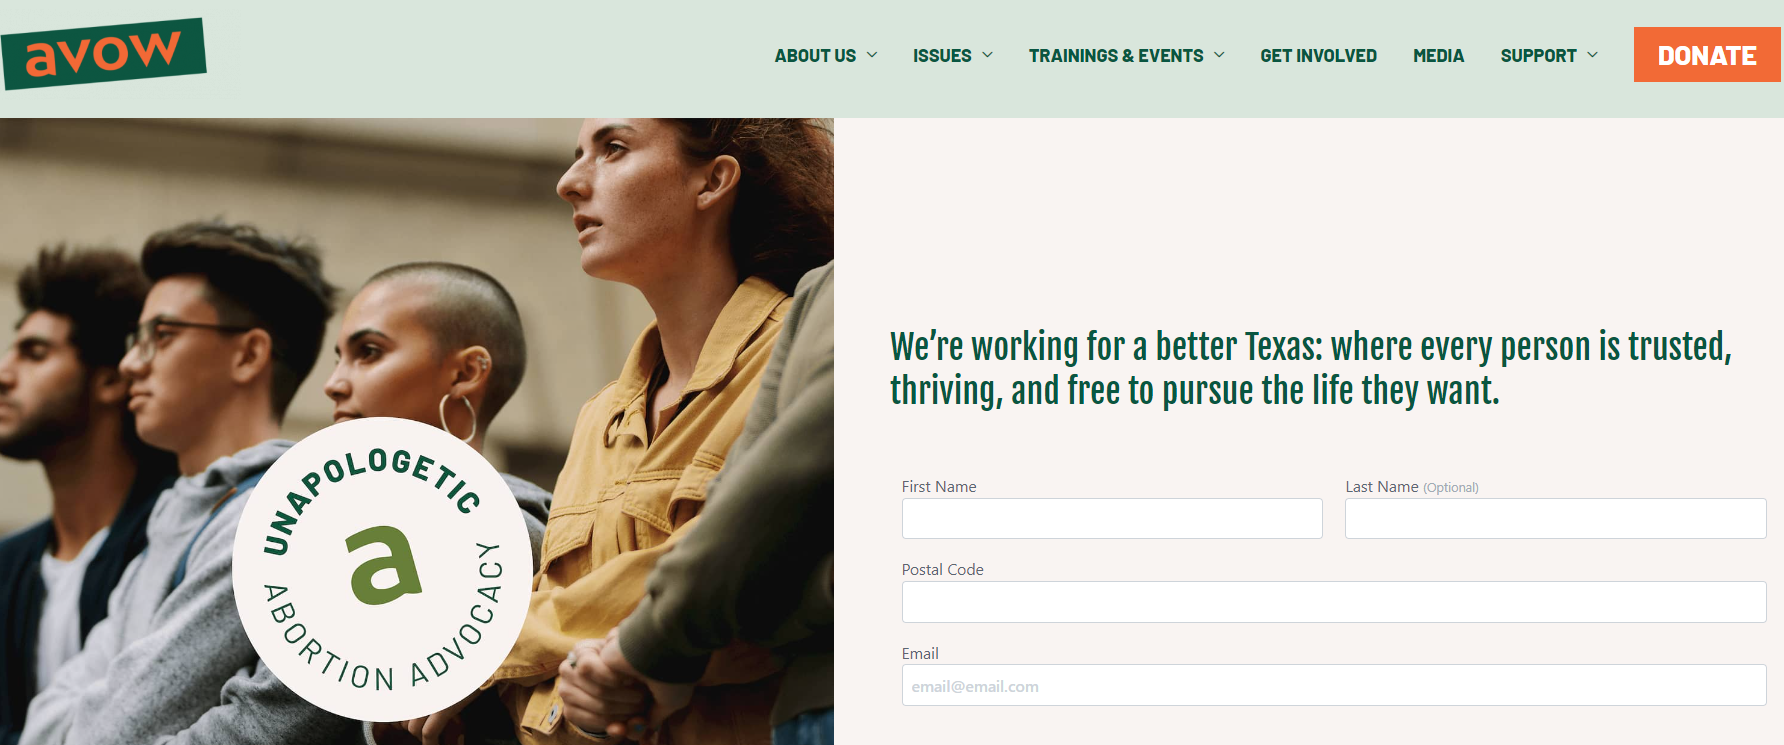 avow
ABOUT US
ISSUES
TRAININGS & EVENTS
GET INVOLVED
MEDIA
SUPPORT
DONATE
UNAPOLOGETIC
a
ABORTION ADVOCACY
We’re working for a better Texas: where every person is trusted,
thriving, and free to pursue the life they want.
First Name
Last Name (Optional)
Postal Code
Email
email@email.com